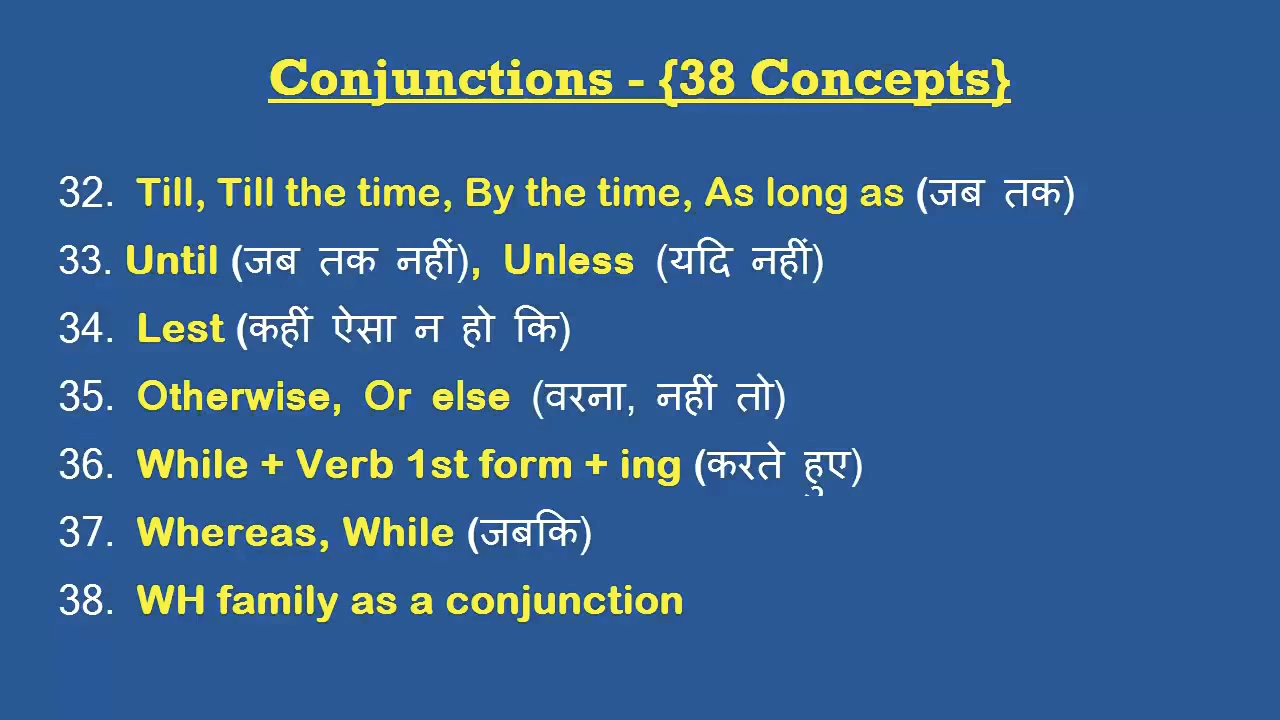 Conjunctions - {38 Concepts}
32. Till, Till the time, By the time, As long as (जब तक)
33. Until (जब तक नहीं), Unless (यदि नहीं)
34. Lest (कहीं ऐसा न हो कि)
35. Otherwise, Or else (वरना, नहीं तो)
36. While + Verb 1st form + ing (करते हुए)
37. Whereas, While (जबकि)
38. WH family as a conjunction